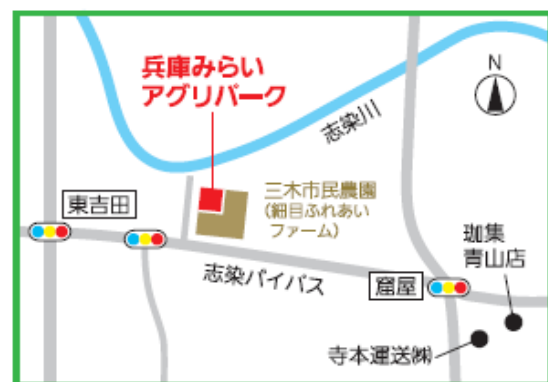 兵庫みらい
アグリパーク
N
志染川
三木市民農園
(細目ふれあい
ファーム)
東吉田
志染バイパス
窟屋
珈集
青山店
寺本運送㈱